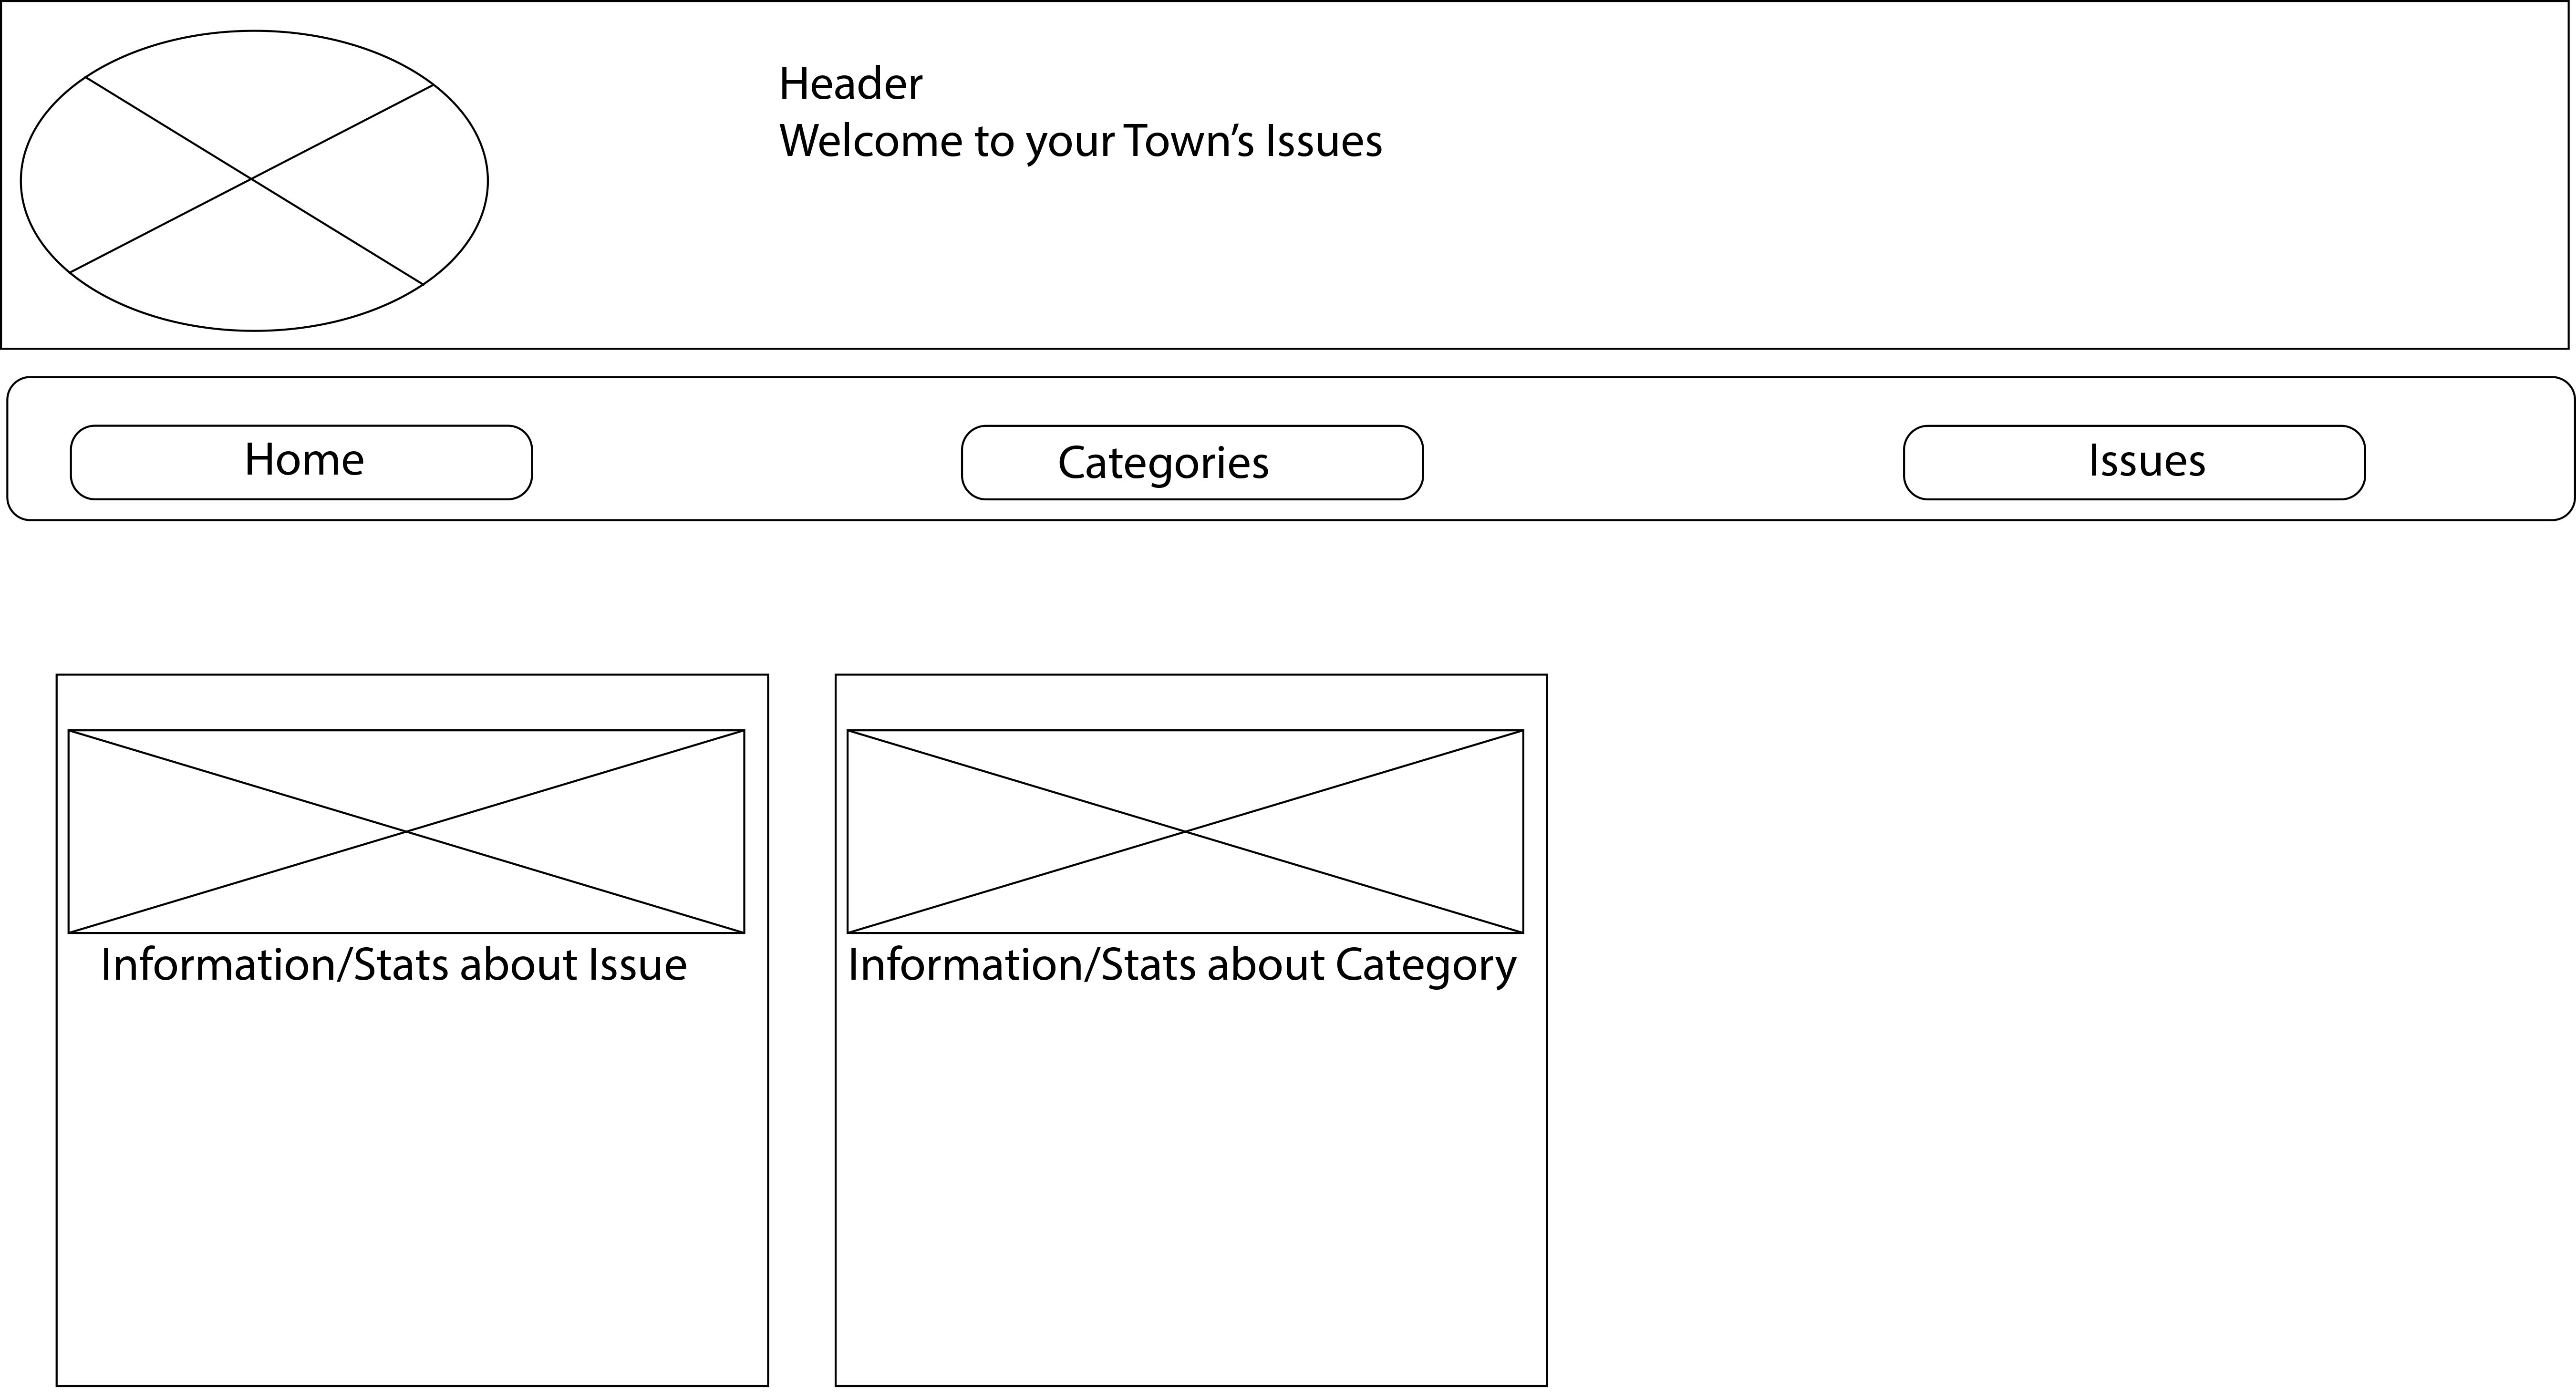 Header
Welcome to your Town’s Issues
Home
Categories
Issues
Information/Stats about Issue
Information/Stats about Category